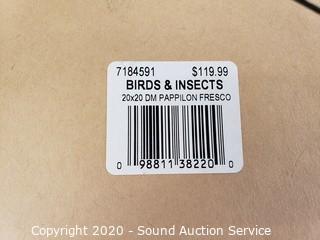 7184591 $119.99
BIRDS & INSECTS
20x20 DM PAPPILON FRESCO
0 98811 38220 0
Copyright 2020 - Sound Auction Service